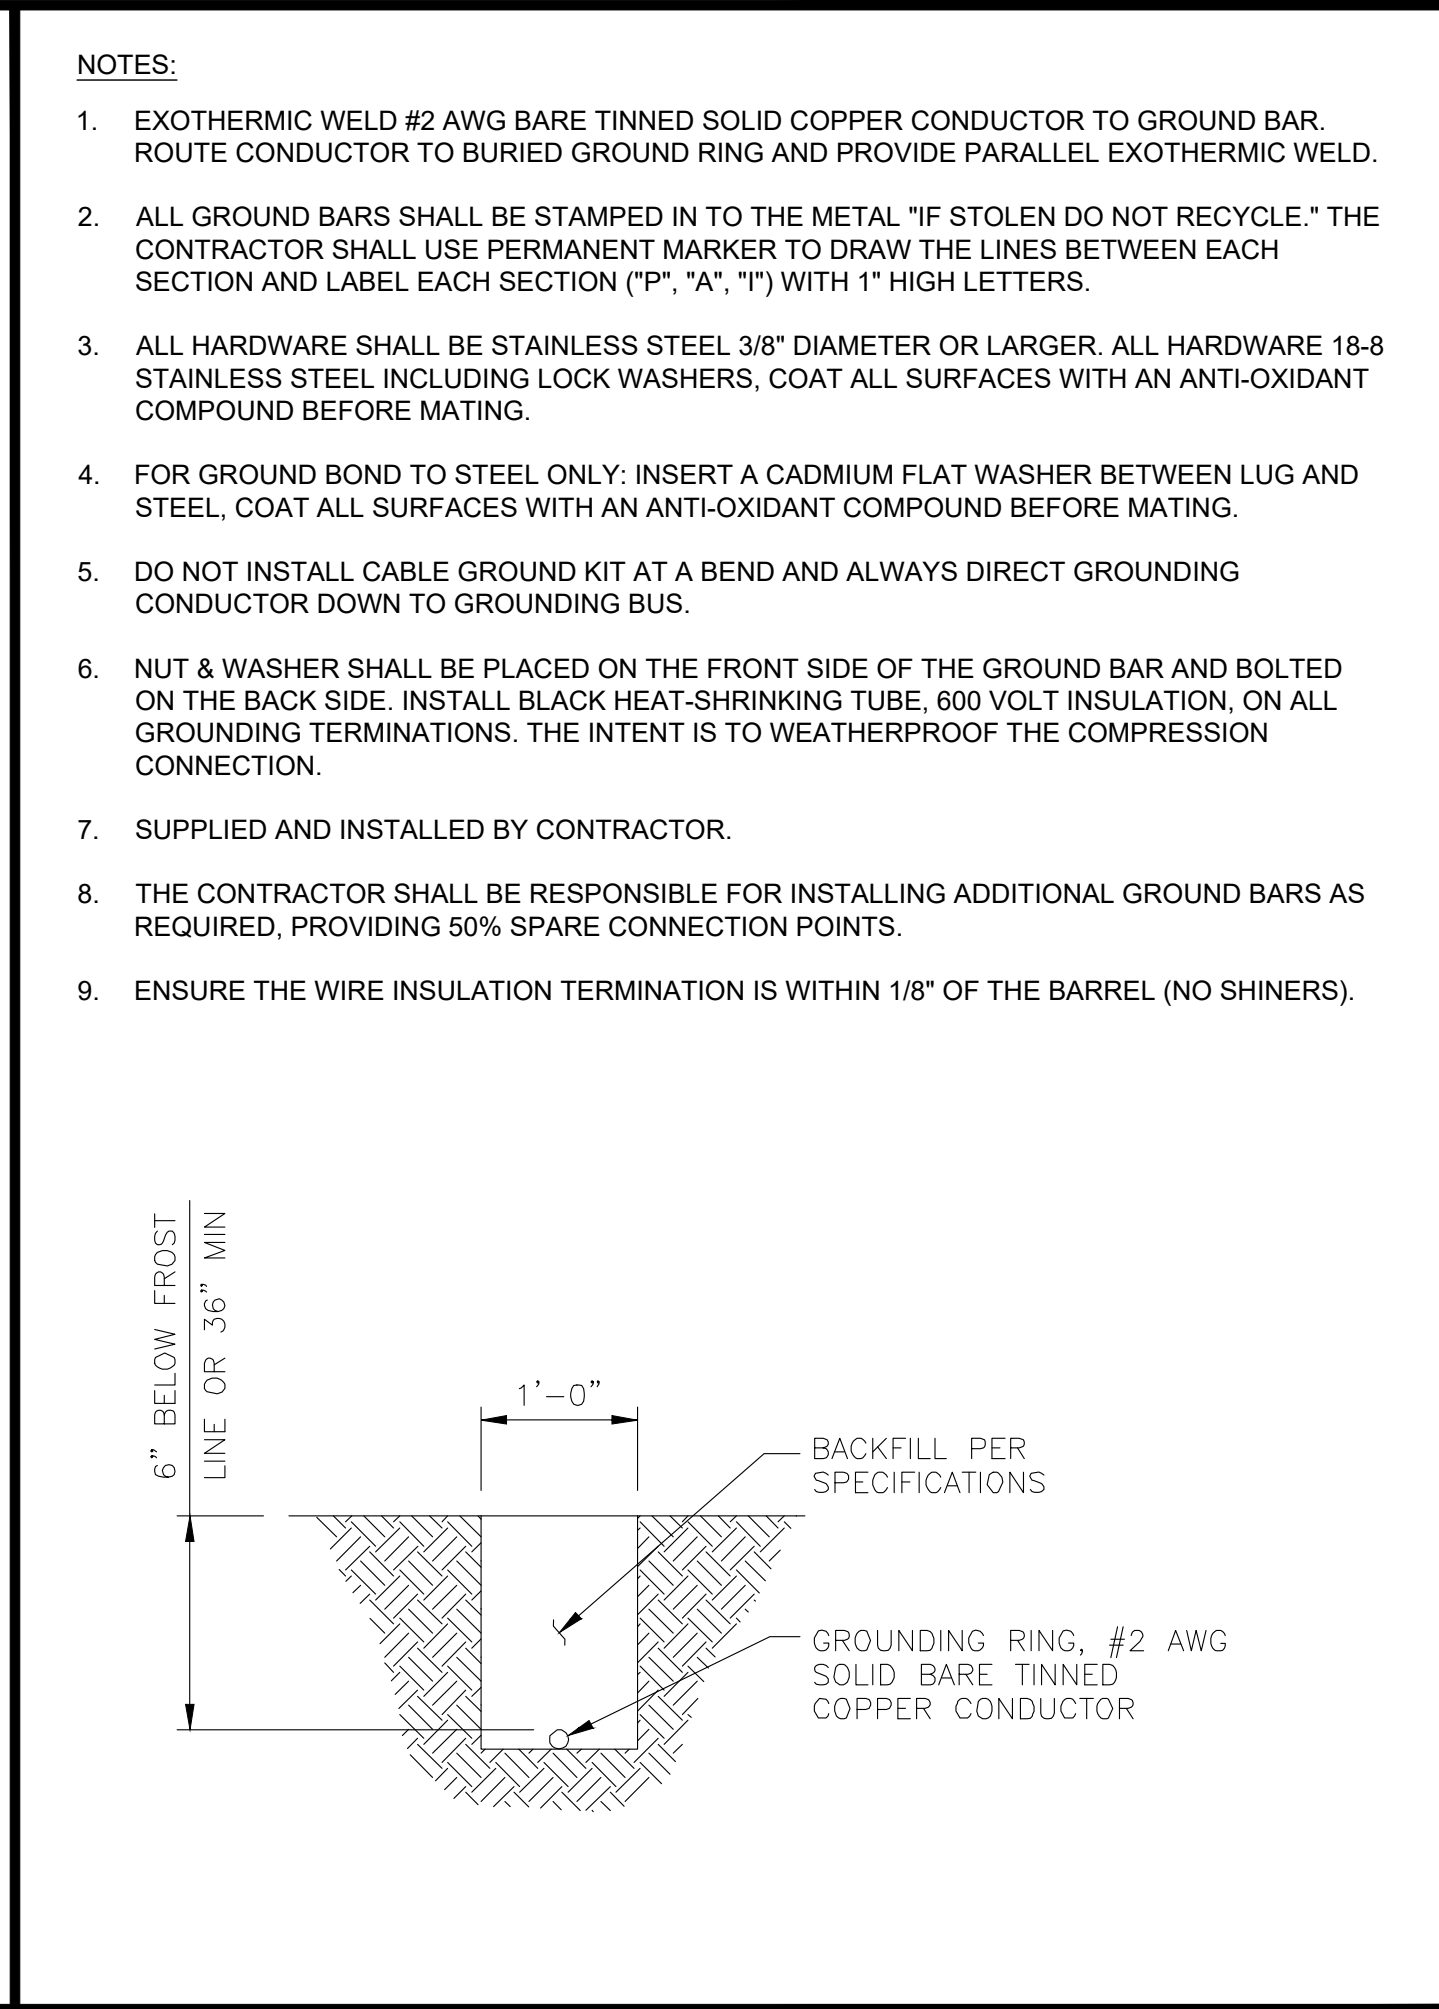 NOTES:
1. EXOTHERMIC WELD #2 AWG BARE TINNED SOLID COPPER CONDUCTOR TO GROUND BAR.
ROUTE CONDUCTOR TO BURIED GROUND RING AND PROVIDE PARALLEL EXOTHERMIC WELD.
2. ALL GROUND BARS SHALL BE STAMPED IN TO THE METAL "IF STOLEN DO NOT RECYCLE." THE
CONTRACTOR SHALL USE PERMANENT MARKER TO DRAW THE LINES BETWEEN EACH
SECTION AND LABEL EACH SECTION ("P", "A", "I") WITH 1" HIGH LETTERS.
3. ALL HARDWARE SHALL BE STAINLESS STEEL 3/8" DIAMETER OR LARGER. ALL HARDWARE 18-8
STAINLESS STEEL INCLUDING LOCK WASHERS, COAT ALL SURFACES WITH AN ANTI-OXIDANT
COMPOUND BEFORE MATING.
4. FOR GROUND BOND TO STEEL ONLY: INSERT A CADMIUM FLAT WASHER BETWEEN LUG AND
STEEL, COAT ALL SURFACES WITH AN ANTI-OXIDANT COMPOUND BEFORE MATING.
5. DO NOT INSTALL CABLE GROUND KIT AT A BEND AND ALWAYS DIRECT GROUNDING
CONDUCTOR DOWN TO GROUNDING BUS.
6. NUT & WASHER SHALL BE PLACED ON THE FRONT SIDE OF THE GROUND BAR AND BOLTED
ON THE BACK SIDE. INSTALL BLACK HEAT-SHRINKING TUBE, 600 VOLT INSULATION, ON ALL
GROUNDING TERMINATIONS. THE INTENT IS TO WEATHERPROOF THE COMPRESSION
CONNECTION.
7. SUPPLIED AND INSTALLED BY CONTRACTOR.
8. THE CONTRACTOR SHALL BE RESPONSIBLE FOR INSTALLING ADDITIONAL GROUND BARS AS
REQUIRED, PROVIDING 50% SPARE CONNECTION POINTS.
9. ENSURE THE WIRE INSULATION TERMINATION IS WITHIN 1/8" OF THE BARREL (NO SHINERS).
6" BELOW FROST
LINE OR 36" MIN
1'-0"
BACKFILL PER
SPECIFICATIONS
GROUNDING RING, #2 AWG
SOLID BARE TINNED
COPPER CONDUCTOR